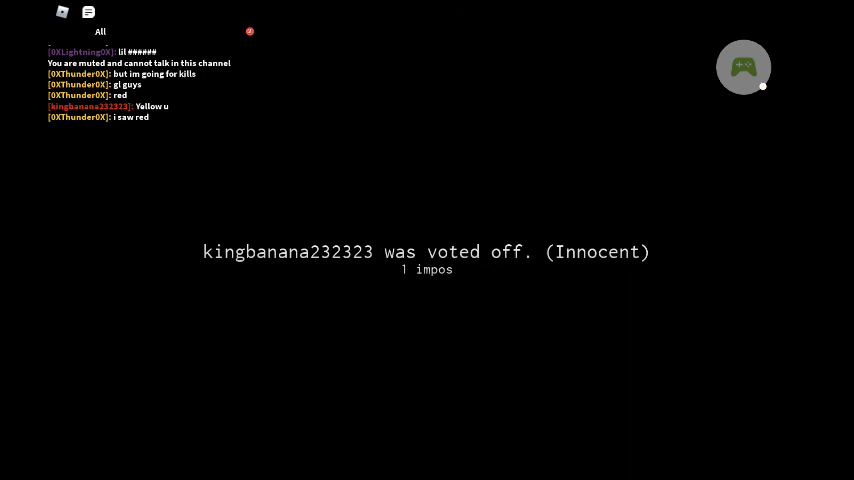 All
[0XLightning0X]: lil ######
You are muted and cannot talk in this channel
[0XThunder0X]: but im going for kills
[0XThunder0X]: gl guys
[0XThunder0X]: red
[kingbanana232323]: Yellow u
[0XThunder0X]: i saw red
kingbanana232323 was voted off. (Innocent)
1 impos